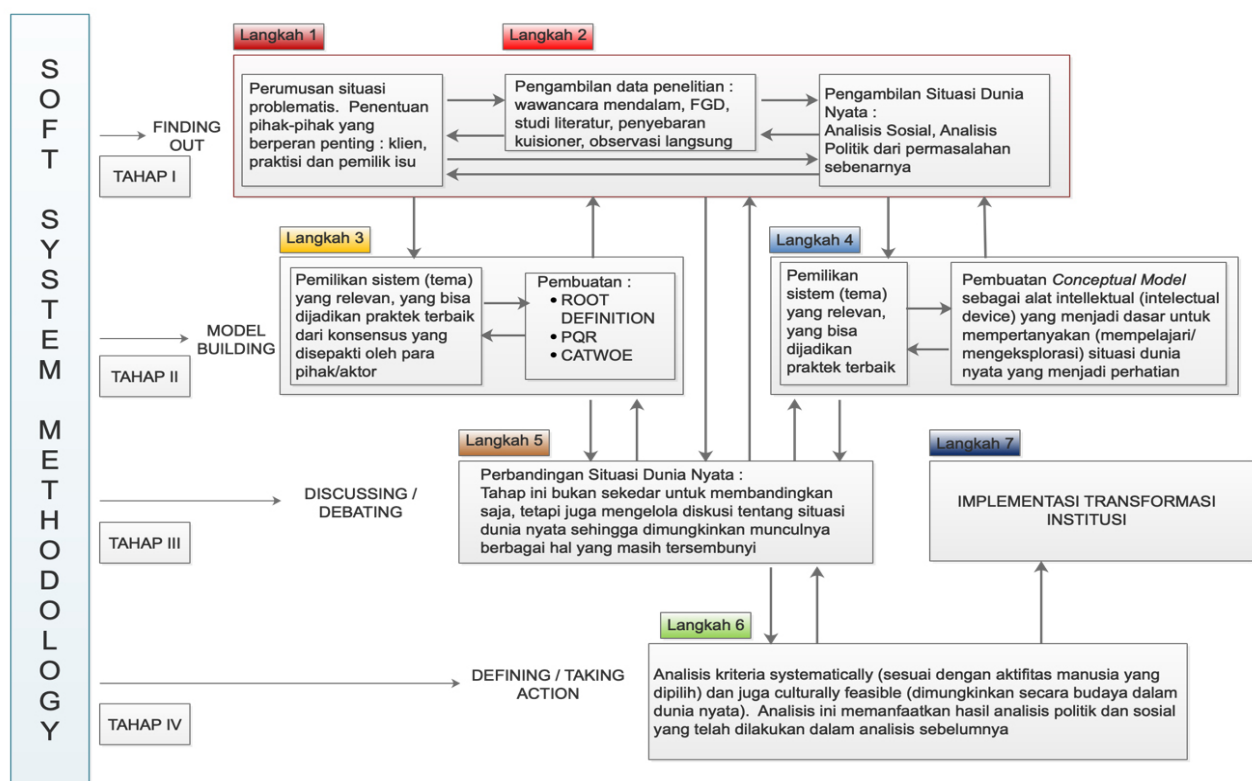 SOFT SYSTEM METHODOLOGY
Langkah 1
Langkah 2
Perumusan situasi
problematis. Penentuan
pihak-pihak yang
berperan penting : klien,
praktisi dan pemilik isu
Pengambilan data penelitian :
wawancara mendalam, FGD,
studi literatur, penyebaran
kuisioner, observasi langsung
Pengambilan Situasi Dunia
Nyata :
Analisis Sosial, Analisis
Politik dari permasalahan
sebenarnya
FINDING
OUT
TAHAP I
Langkah 3
Pemilikan sistem (tema)
yang relevan, yang bisa
dijadikan praktek terbaik
dari konsensus yang
disepakti oleh para
pihak/aktor
Pembuatan :
• ROOT
DEFINITION
• PQR
• CATWOE
Langkah 4
Pemilikan
sistem (tema)
yang relevan,
yang bisa
dijadikan
praktek terbaik
Pembuatan Conceptual Model
sebagai alat intellektual (intelectual
device) yang menjadi dasar untuk
mempertanyakan (mempelajari/
mengeksplorasi) situasi dunia
nyata yang menjadi perhatian
MODEL
BUILDING
TAHAP II
Langkah 5
Perbandingan Situasi Dunia Nyata :
Tahap ini bukan sekedar untuk membandingkan
saja, tetapi juga mengelola diskusi tentang situasi
dunia nyata sehingga dimungkinkan munculnya
berbagai hal yang masih tersembunyi
Langkah 7
IMPLEMENTASI TRANSFORMASI
INSTITUSI
DISCUSSING /
DEBATING
TAHAP III
Langkah 6
Analisis kriteria systematically (sesuai dengan aktifitas manusia yang
dipilih) dan juga culturally feasible (dimungkinkan secara budaya dalam
dunia nyata). Analisis ini memanfaatkan hasil analisis politik dan sosial
yang telah dilakukan dalam analisis sebelumnya
DEFINING / TAKING
ACTION
TAHAP IV